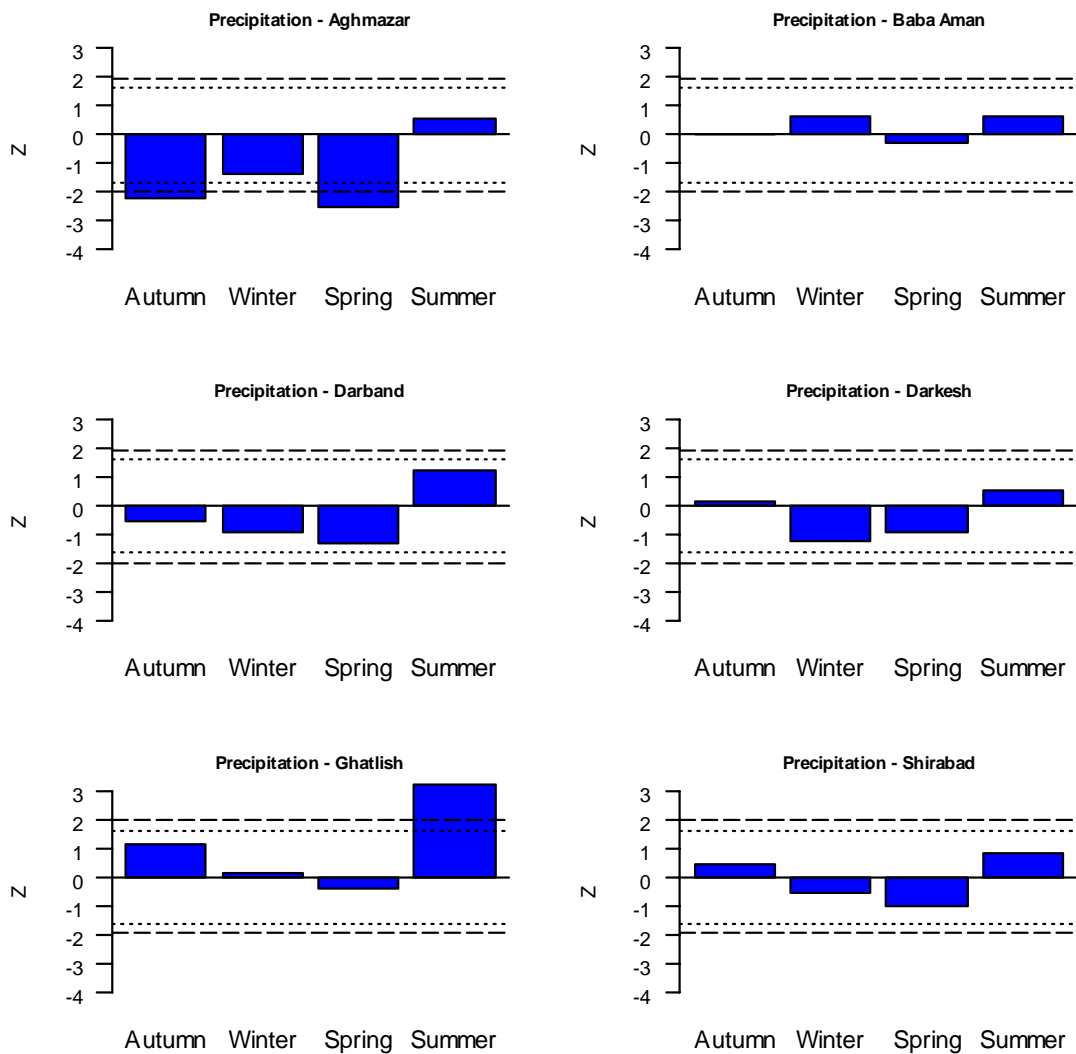 Precipitation - Aghmazar
3
2
1
0
-1
-2
-3
-4
Z
Autumn Winter Spring Summer
Precipitation - Baba Aman
3
2
1
0
-1
-2
-3
-4
Z
Autumn Winter Spring Summer
Precipitation - Darband
3
2
1
0
-1
-2
-3
-4
Z
Autumn Winter Spring Summer
Precipitation - Darkesh
3
2
1
0
-1
-2
-3
-4
Z
Autumn Winter Spring Summer
Precipitation - Ghatlish
3
2
1
0
-1
-2
-3
-4
Z
Autumn Winter Spring Summer
Precipitation - Shirabad
3
2
1
0
-1
-2
-3
-4
Z
Autumn Winter Spring Summer